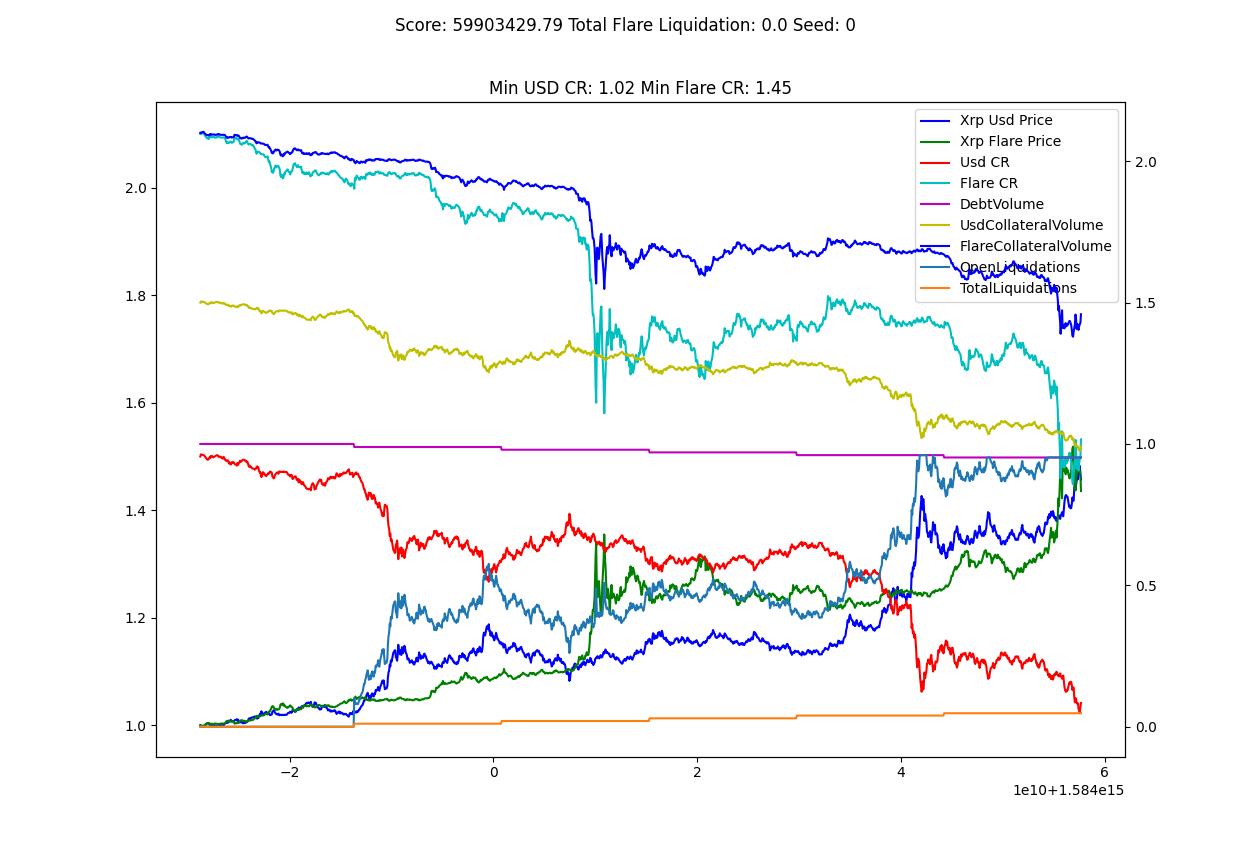 Score: 59903429.79 Total Flare Liquidation: 0.0 Seed: 0
Min USD CR: 1.02 Min Flare CR: 1.45
Xrp Usd Price
Xrp Flare Price
Usd CR
Flare CR
DebtVolume
UsdCollateralVolume
FlareCollateralVolume
OpenLiquidations
TotalLiquidations
2.0
1.8
1.6
1.4
1.2
1.0
2.0
1.5
1.0
0.5
0.0
−2
0
2
4
6
1e10+1.584e15